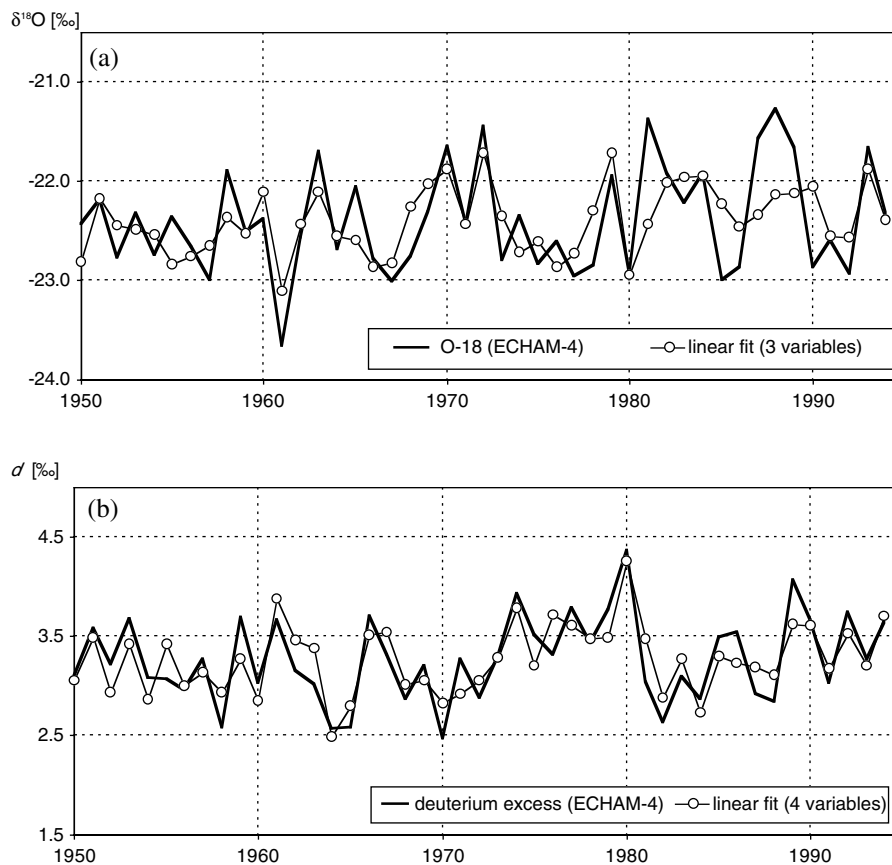 δ¹⁸O [‰]
(a)
-21.0
-22.0
-23.0
-24.0
O-18 (ECHAM-4) linear fit (3 variables)
1950 1960 1970 1980 1990
d [‰]
(b)
4.5
3.5
2.5
1.5
deuterium excess (ECHAM-4) linear fit (4 variables)
1950 1960 1970 1980 1990